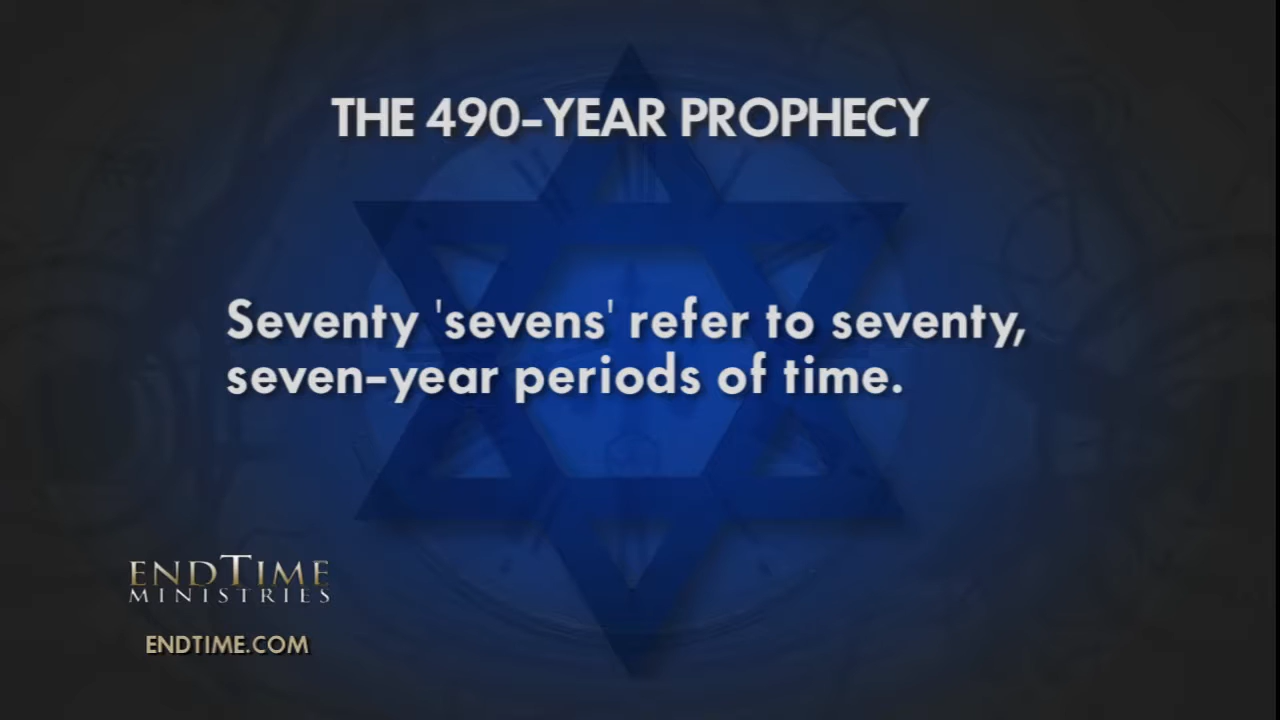 THE 490-YEAR PROPHECY
Seventy 'sevens' refer to seventy,
seven-year periods of time.
ENDTIME
MINISTRIES
ENDTIME.COM